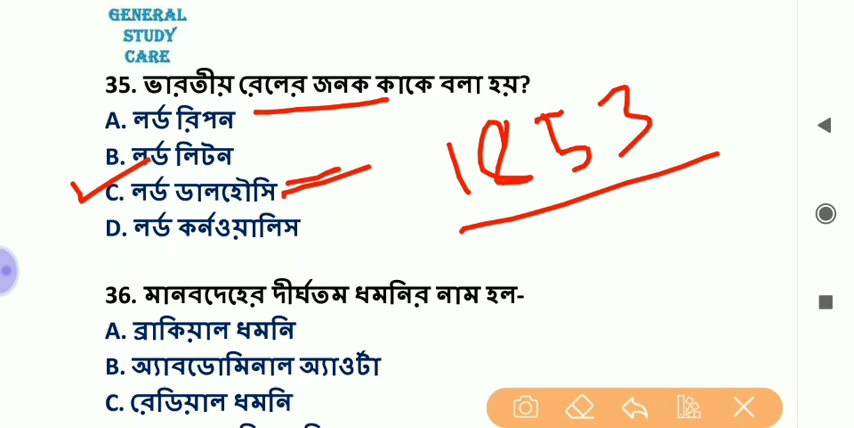 GENERAL
STUDY
CARE
35. ভারতীয় রেলের জনক কাকে বলা হয়?
A. লর্ড রিপন
B. লর্ড লিটন
C. লর্ড ডালহৌসি
D. লর্ড কর্নওয়ালিস
1853
36. মানবদেহের দীর্ঘতম ধমনির নাম হল-
A. ব্রাকিয়াল ধমনি
B. অ্যাবডোমিনাল অ্যাওর্টা
C. রেডিয়াল ধমনি